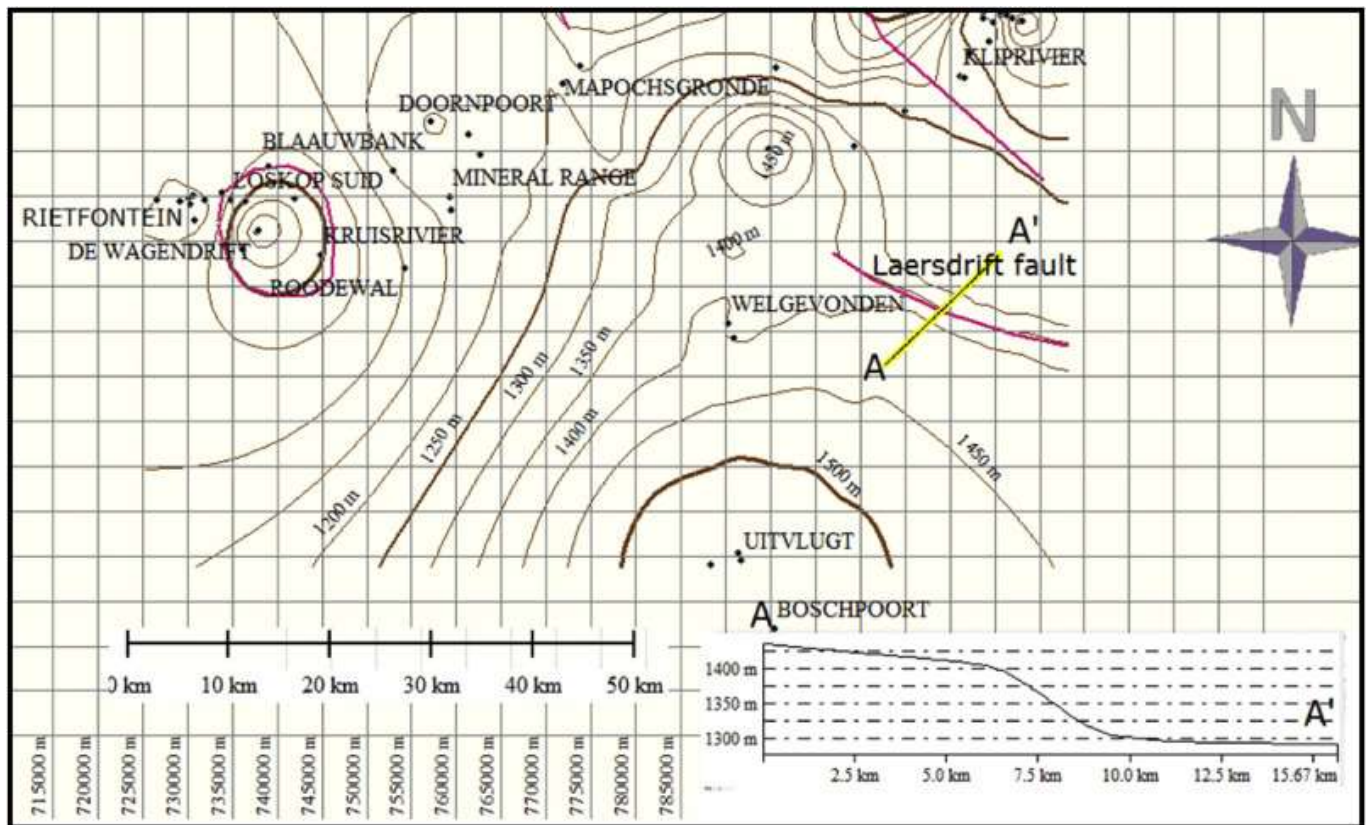 KLIPRIVIER
MAPOCHSGRONDE
DOORNPOORT
N
BLAAUWBANK
450 m
LOSKOP SUID
MINERAL RANGE
RIETFONTEIN
KRUISRIVIER
A'
1400 m
DE WAGENDRIFT
Laersdrift fault
ROODEWAL
WELGEVONDEN
1350 m
1300 m
A
1400 m
1250 m
1450 m
1500 m
1200 m
UITVLUGT
A
BOSCHPOORT
0 km 10 km 20 km 30 km 40 km 50 km
1400 m
1350 m
A'
1300 m
2.5 km 5.0 km 7.5 km 10.0 km 12.5 km 15.67 km
715000 m
720000 m
725000 m
730000 m
735000 m
740000 m
745000 m
750000 m
755000 m
760000 m
765000 m
770000 m
775000 m
780000 m
785000 m